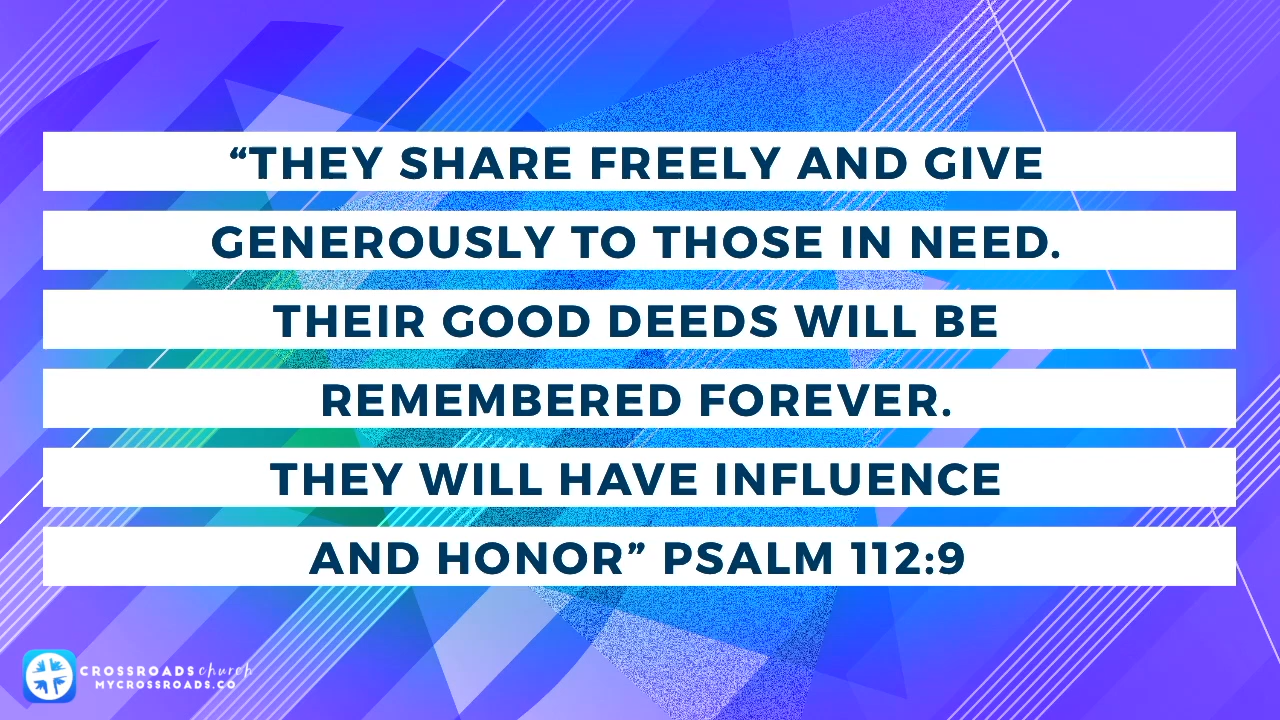 “THEY SHARE FREELY AND GIVE
GENEROUSLY TO THOSE IN NEED.
THEIR GOOD DEEDS WILL BE
REMEMBERED FOREVER.
THEY WILL HAVE INFLUENCE
AND HONOR” PSALM 112:9
CROSSROADS church
MYCROSSROADS.CO